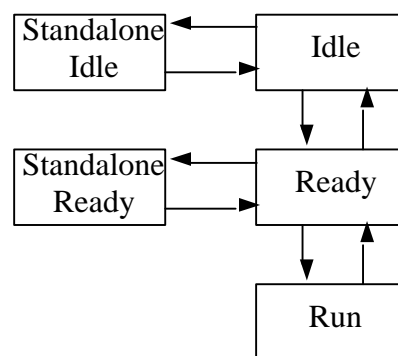 Standalone
Idle
Idle
Standalone
Ready
Ready
Run